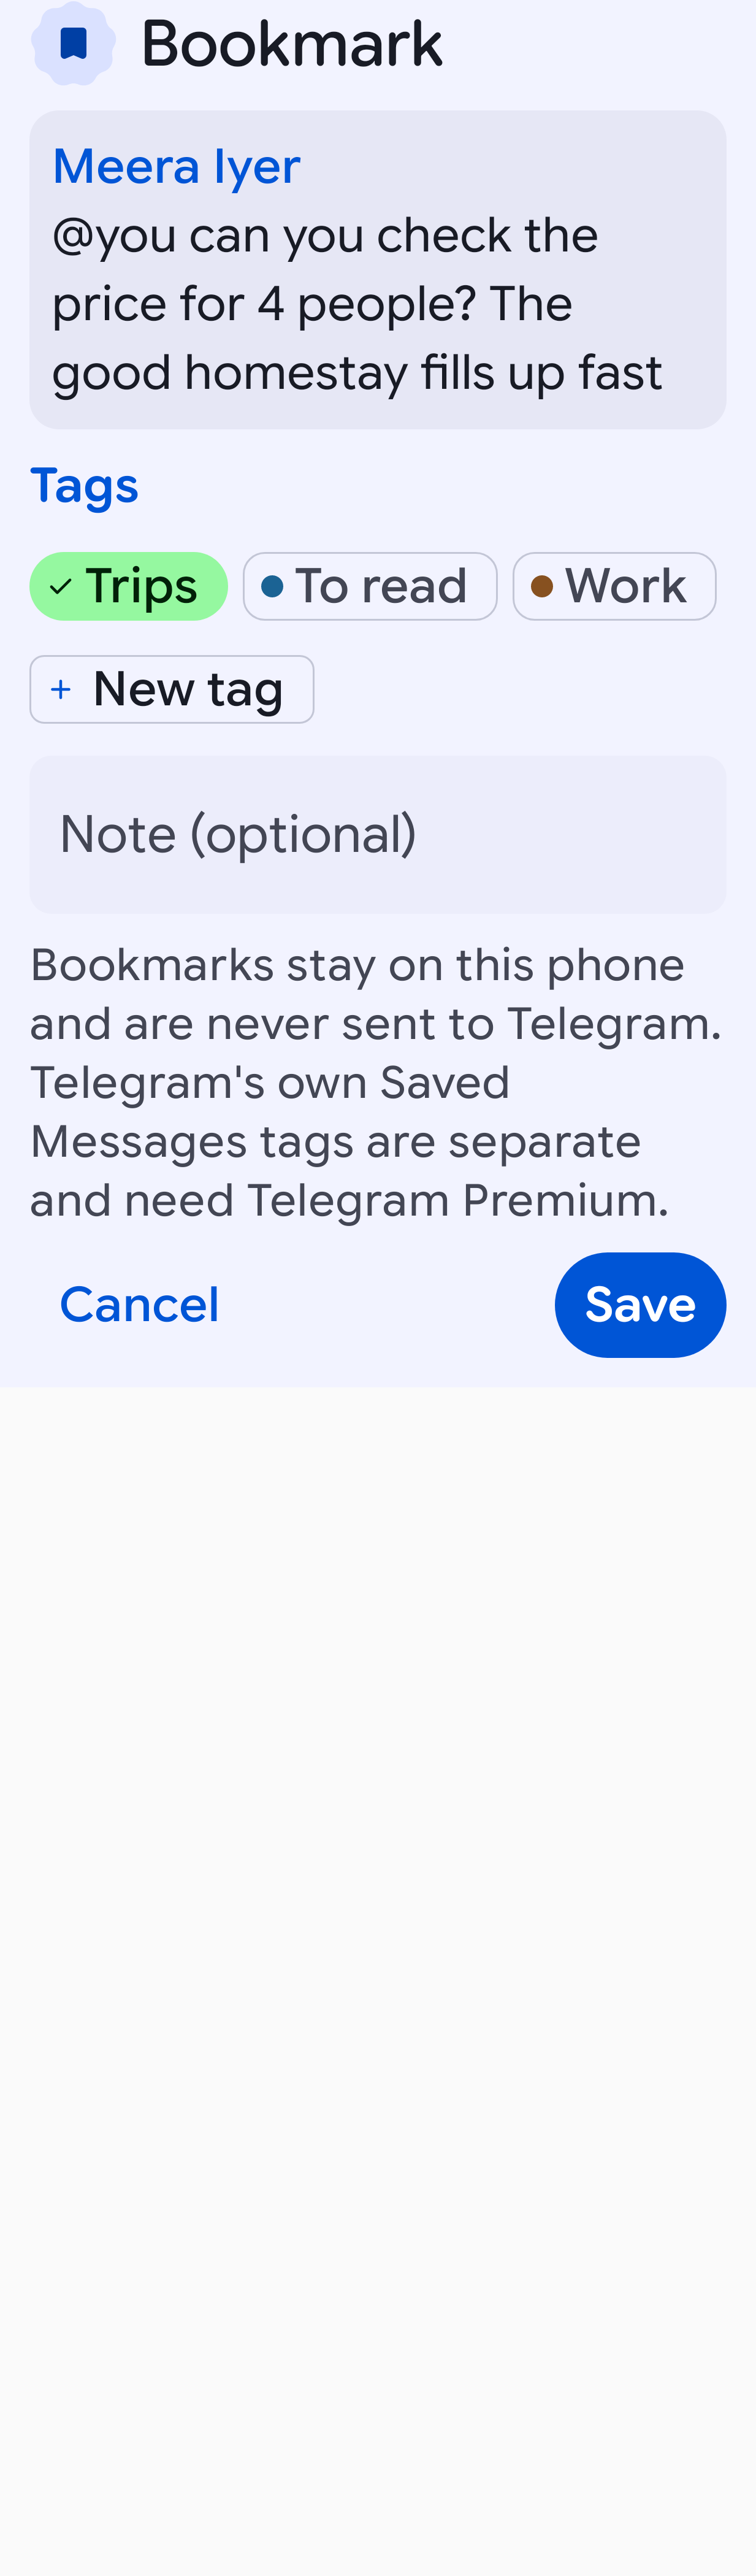 Bookmark
Meera Iyer
@you can you check the
price for 4 people? The
good homestay fills up fast
Tags
Trips
To read
Work
+ New tag
Note (optional)
Bookmarks stay on this phone
and are never sent to Telegram.
Telegram's own Saved
Messages tags are separate
and need Telegram Premium.
Cancel
Save